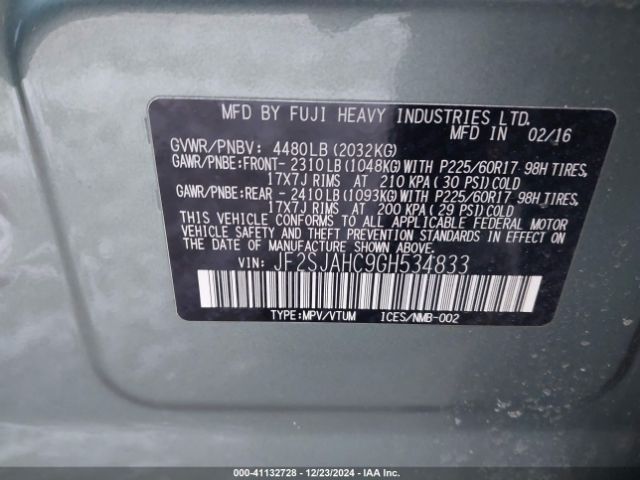 MFD BY FUJI HEAVY INDUSTRIES LTD.
MFD IN 02/16
GVWR/PNBV: 4480LB(2032KG)
GAWR/PNBE:FRONT- 2310LB(1048KG)WITH P225/60R17 98H TIRES,
17X7J RIMS AT 210 KPA(30 PSI)COLD
GAWR/PNBE:REAR - 2410LB(1093KG)WITH P225/60R17 98H TIRES,
17X7J RIMS AT 200 KPA(29 PSI)COLD
THIS VEHICLE CONFORMS TO ALL APPLICABLE FEDERAL MOTOR
VEHICLE SAFETY AND THEFT PREVENTION STANDARDS IN EFFECT
ON THE DATE OF MANUFACTURE SHOWN ABOVE.
VIN: JF2SJAHC9GH534833
TYPE:MPV/VTUM ICES/NMB-002
000-41132728 - 12/23/2024 - IAA Inc.